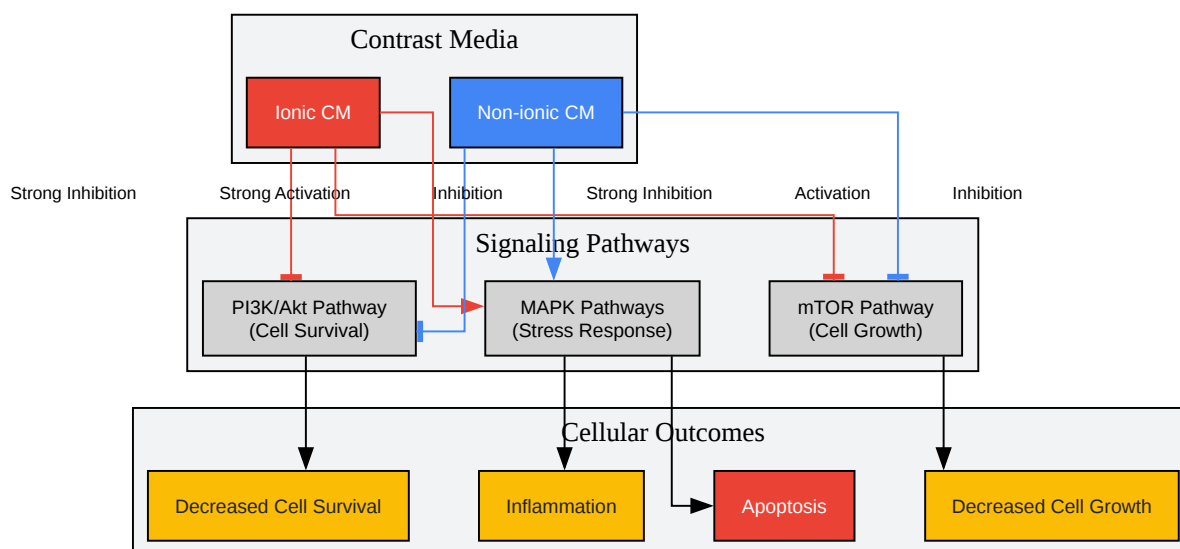 Contrast Media
Ionic CM
Non-ionic CM
Strong Inhibition
Strong Activation
Inhibition
Strong Inhibition
Activation
Inhibition
Signaling Pathways
PI3K/Akt Pathway
(Cell Survival)
MAPK Pathways
(Stress Response)
mTOR Pathway
(Cell Growth)
Cellular Outcomes
Decreased Cell Survival
Inflammation
Apoptosis
Decreased Cell Growth